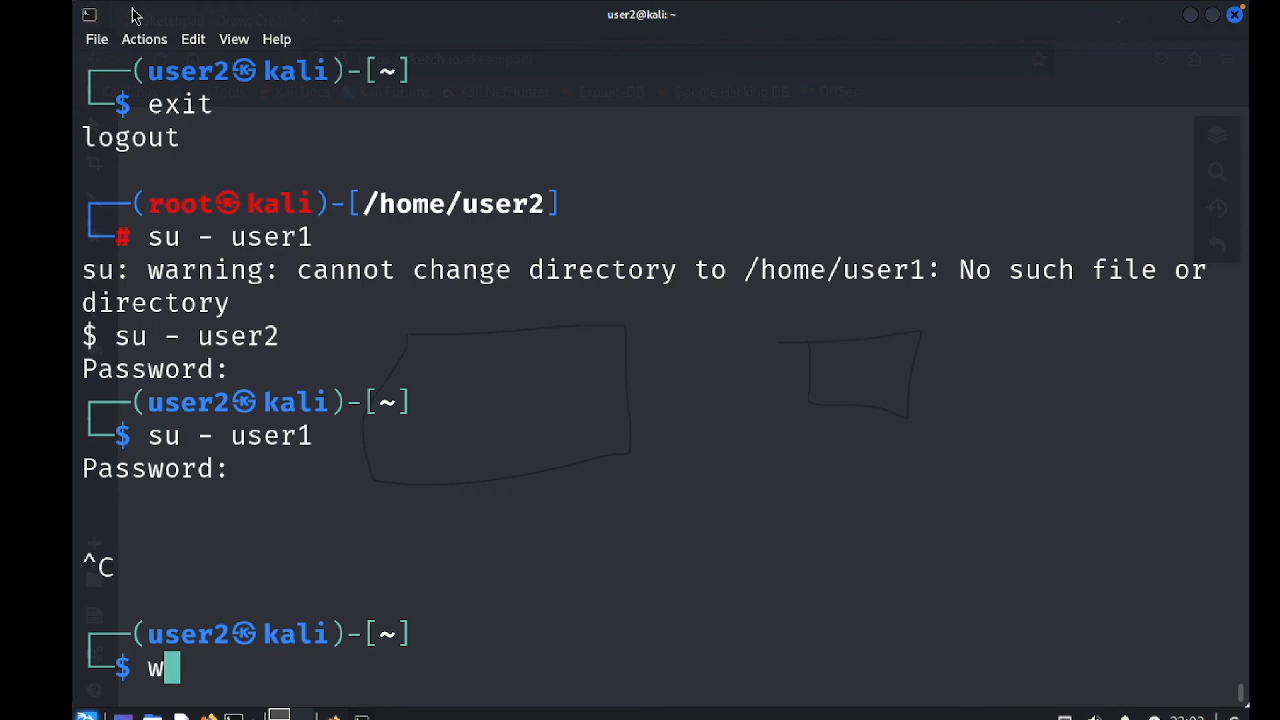 user2@kali: ~
File Actions Edit View Help
┌──(user2㉿kali)-[~]
└─$ exit
logout
┌──(root㉿kali)-[/home/user2]
└─# su - user1
su: warning: cannot change directory to /home/user1: No such file or
directory
$ su - user2
Password:
┌──(user2㉿kali)-[~]
└─$ su - user1
Password:
^C
┌──(user2㉿kali)-[~]
└─$ w